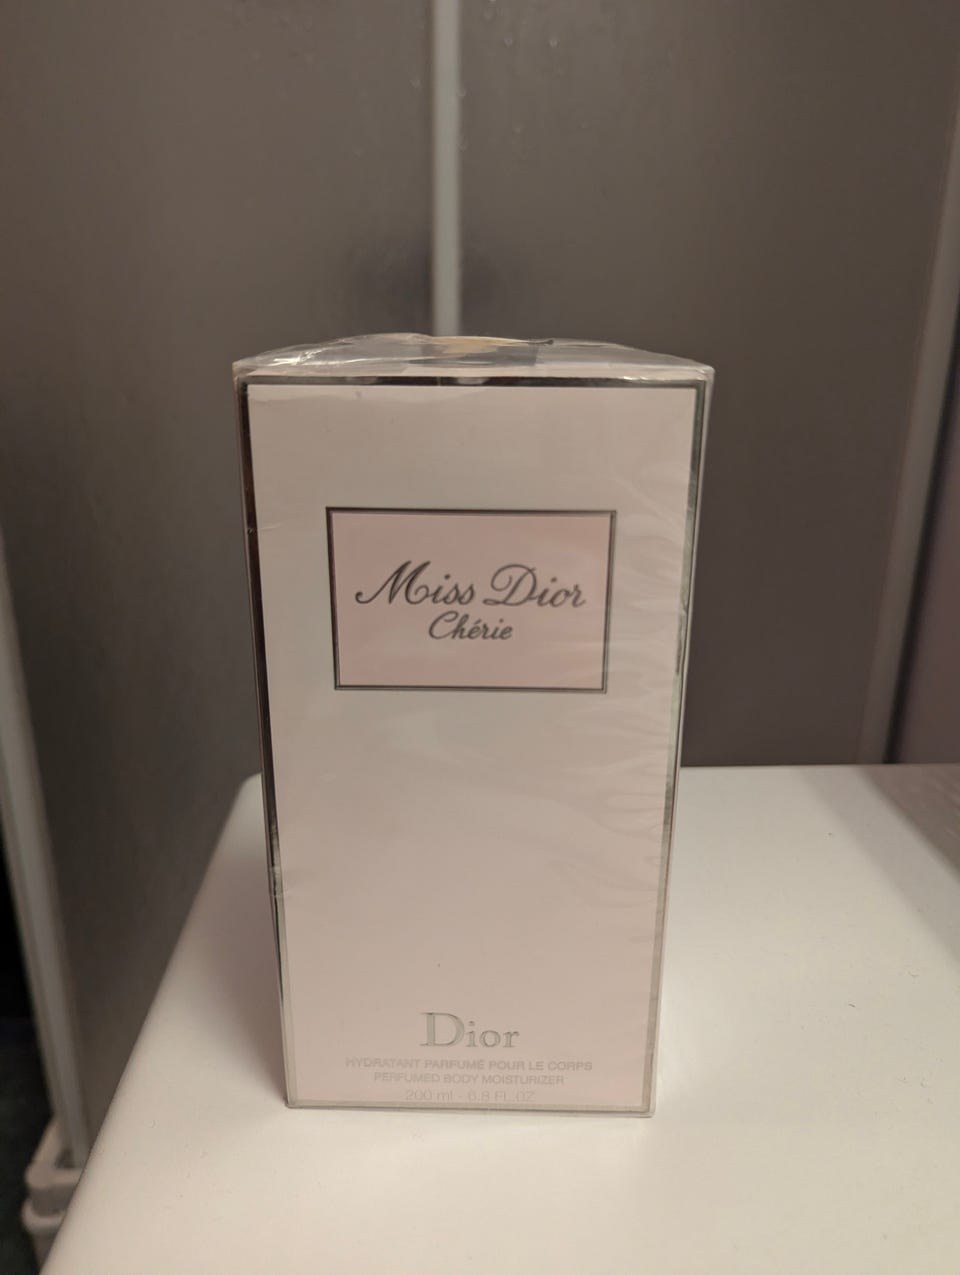 Miss Dior
Chérie
Dior
HYDRATANT PARFUMÉ POUR LE CORPS
PERFUMED BODY MOISTURIZER
200 ml - 6.8 FL.OZ